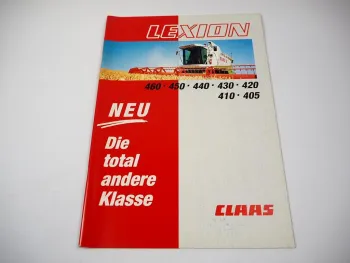 LEXION
460 · 450 · 440 · 430 · 420
410 · 405
NEU
Die
total
andere
Klasse
CLAAS